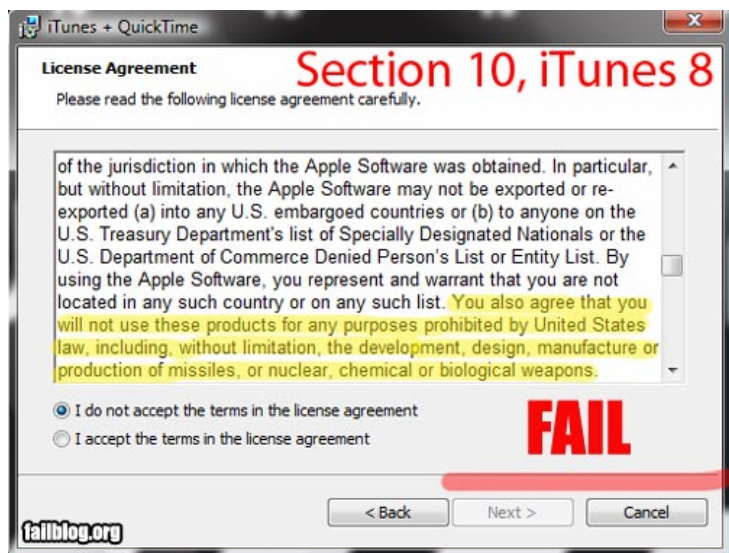 iTunes + QuickTime
License Agreement
Section 10, iTunes 8
Please read the following license agreement carefully.
of the jurisdiction in which the Apple Software was obtained. In particular,
but without limitation, the Apple Software may not be exported or re-
exported (a) into any U.S. embargoed countries or (b) to anyone on the
U.S. Treasury Department's list of Specially Designated Nationals or the
U.S. Department of Commerce Denied Person's List or Entity List. By
using the Apple Software, you represent and warrant that you are not
located in any such country or on any such list. You also agree that you
will not use these products for any purposes prohibited by United States
law, including, without limitation, the development, design, manufacture or
production of missiles, or nuclear, chemical or biological weapons.
I do not accept the terms in the license agreement
I accept the terms in the license agreement
FAIL
< Back
Next >
Cancel
failblog.org